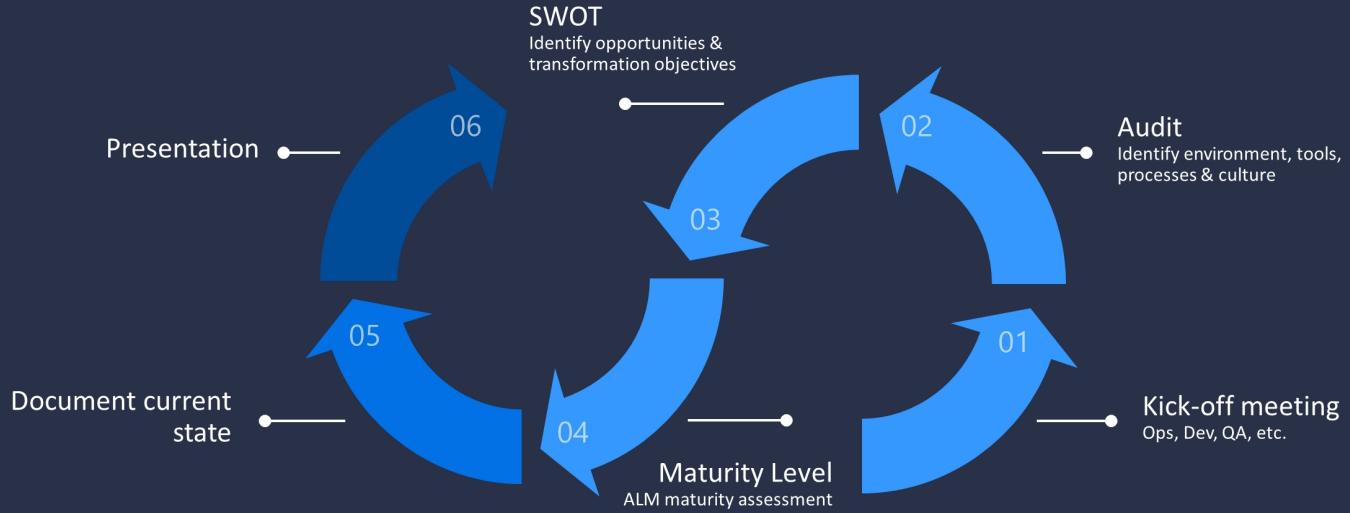 SWOT
Identify opportunities &
transformation objectives
06
02
Presentation
Audit
Identify environment, tools,
processes & culture
03
05
01
Document current
state
04
Kick-off meeting
Ops, Dev, QA, etc.
Maturity Level
ALM maturity assessment